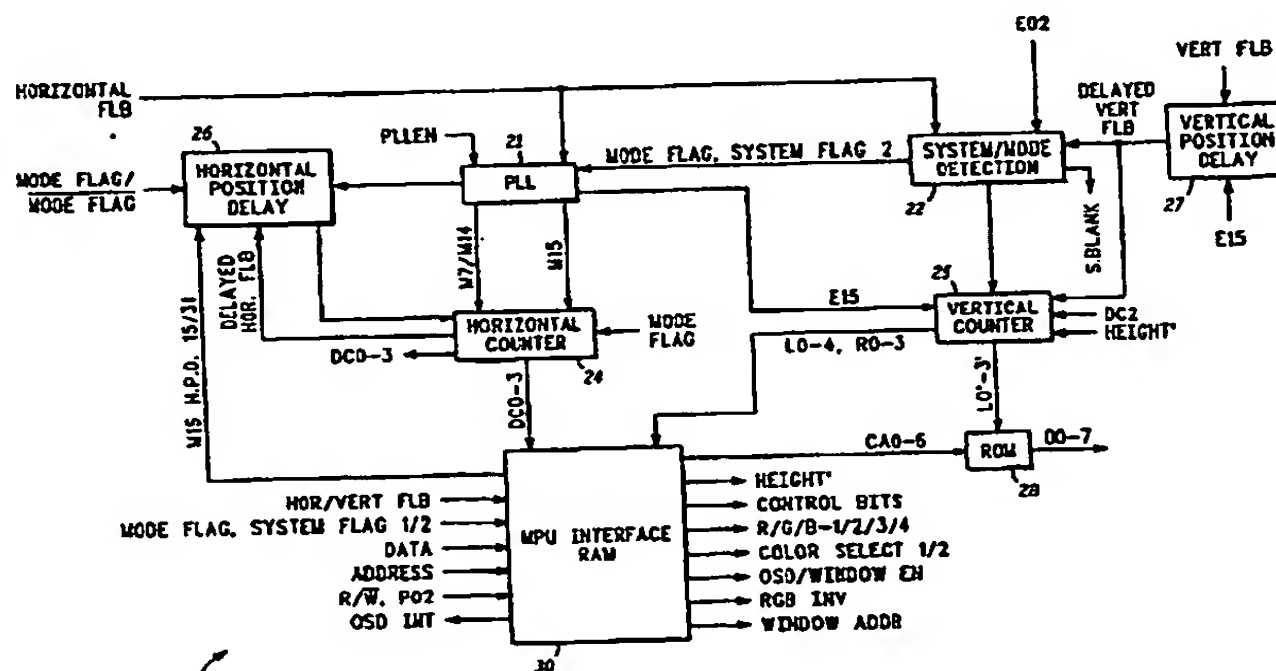 E02
VERT FLB
HORIZONTAL
FLB
DELAYED
VERT
FLB
26
PLLEN
21
MODE FLAG, SYSTEM FLAG 2
SYSTEM/MODE
DETECTION
VERTICAL
POSITION
DELAY
HORIZONTAL
POSITION
DELAY
PLL
MODE FLAG/
MODE FLAG
22
27
S.BLANK
E15
M7/M14
M15
DELAYED
HOR. FLB
25
E15
VERTICAL
COUNTER
DC2
HEIGHT'
HORIZONTAL
COUNTER
MODE
FLAG
L0-4, R0-3
DC0-3
24
M15 H.P.D. 15/31
DC0-3
L0'-3'
CA0-6
ROM
D0-7
28
HOR/VERT FLB
MODE FLAG, SYSTEM FLAG 1/2
DATA
ADDRESS
R/W, P02
OSD INT
MPU INTERFACE
RAM
HEIGHT'
CONTROL BITS
R/G/B-1/2/3/4
COLOR SELECT 1/2
OSD/WINDOW EN
RGB INV
WINDOW ADDB
30